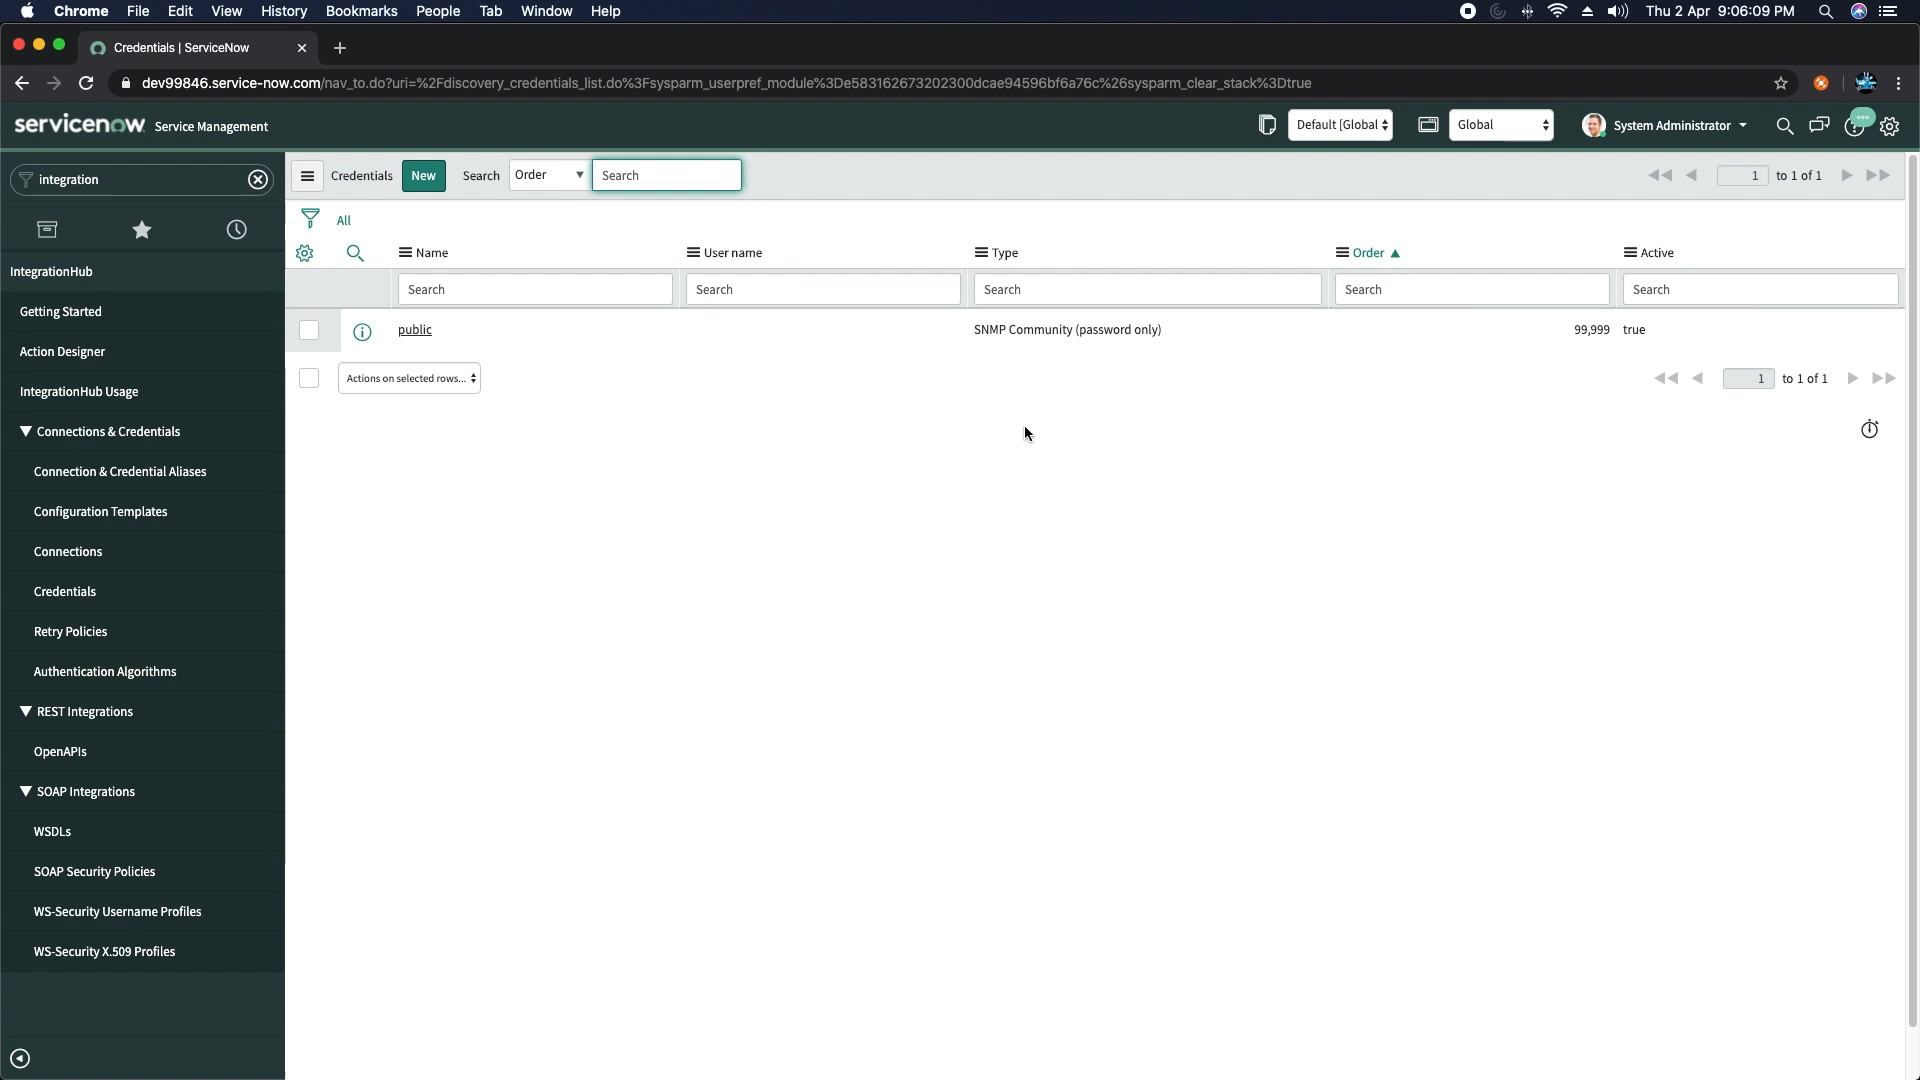 Chrome File Edit View History Bookmarks People Tab Window Help Thu 2 Apr 9:06:09 PM
Credentials | ServiceNow
dev99846.service-now.com/nav_to.do?uri=%2Fdiscovery_credentials_list.do%3Fsysparm_userpref_module%3De583162673202300dcae94596bf6a76c%26sysparm_clear_stack%3Dtrue
servicenow Service Management Default [Global Global System Administrator
integration
Credentials New Search Order Search 1 to 1 of 1
All
Name User name Type Order Active
Search Search Search Search Search
public SNMP Community (password only) 99,999 true
Actions on selected rows... 1 to 1 of 1
IntegrationHub
Getting Started
Action Designer
IntegrationHub Usage
Connections & Credentials
Connection & Credential Aliases
Configuration Templates
Connections
Credentials
Retry Policies
Authentication Algorithms
REST Integrations
OpenAPIs
SOAP Integrations
WSDLs
SOAP Security Policies
WS-Security Username Profiles
WS-Security X.509 Profiles